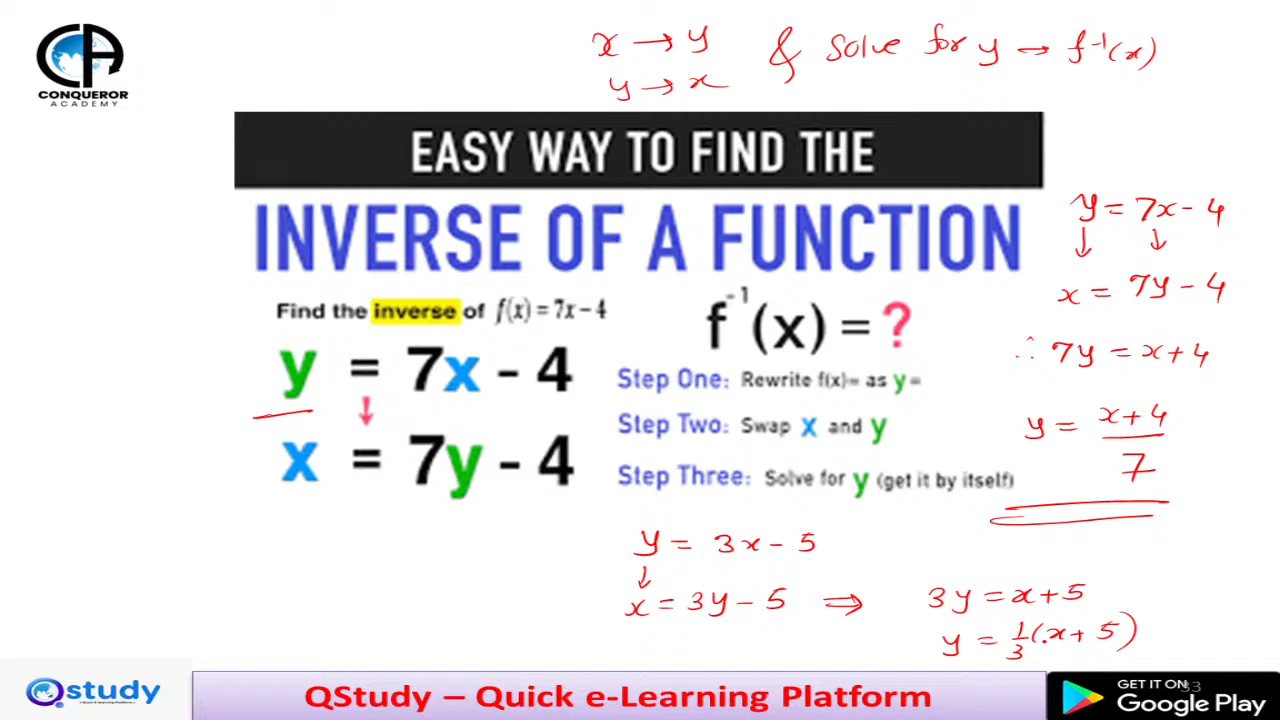 CA
CONQUEROR
ACADEMY
x → y & Solve for y → f⁻¹(x)
y → x
EASY WAY TO FIND THE
INVERSE OF A FUNCTION
Find the inverse of f(x) = 7x – 4
y = 7x - 4
↓
x = 7y - 4
f⁻¹(x) = ?
Step One: Rewrite f(x)= as y=
Step Two: Swap x and y
Step Three: Solve for y (get it by itself)
y = 7x – 4
↓ ↓
x = 7y – 4
∴ 7y = x + 4
y = (x + 4)/7
y = 3x – 5
↓
x = 3y – 5 ⇒ 3y = x + 5
y = 1/3 (x + 5)
Qstudy
QStudy – Quick e-Learning Platform
GET IT ON
Google Play
33